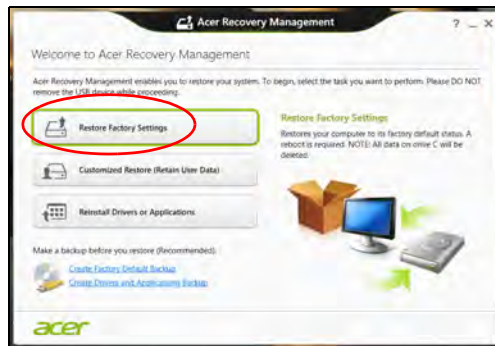 Acer Recovery Management
Welcome to Acer Recovery Management
Acer Recovery Management enables you to restore your system. To begin, select the task you want to perform. Please DO NOT
remove the USB device while proceeding.
Restore Factory Settings
Customized Restore (Retain User Data)
Reinstall Drivers or Applications
Restore Factory Settings
Restores your computer to its factory default status. A
reboot is required. NOTE: All data on drive C will be
deleted.
Make a backup before you restore (Recommended).
Create Factory Default Backup
Create Drivers and Applications Backup
acer